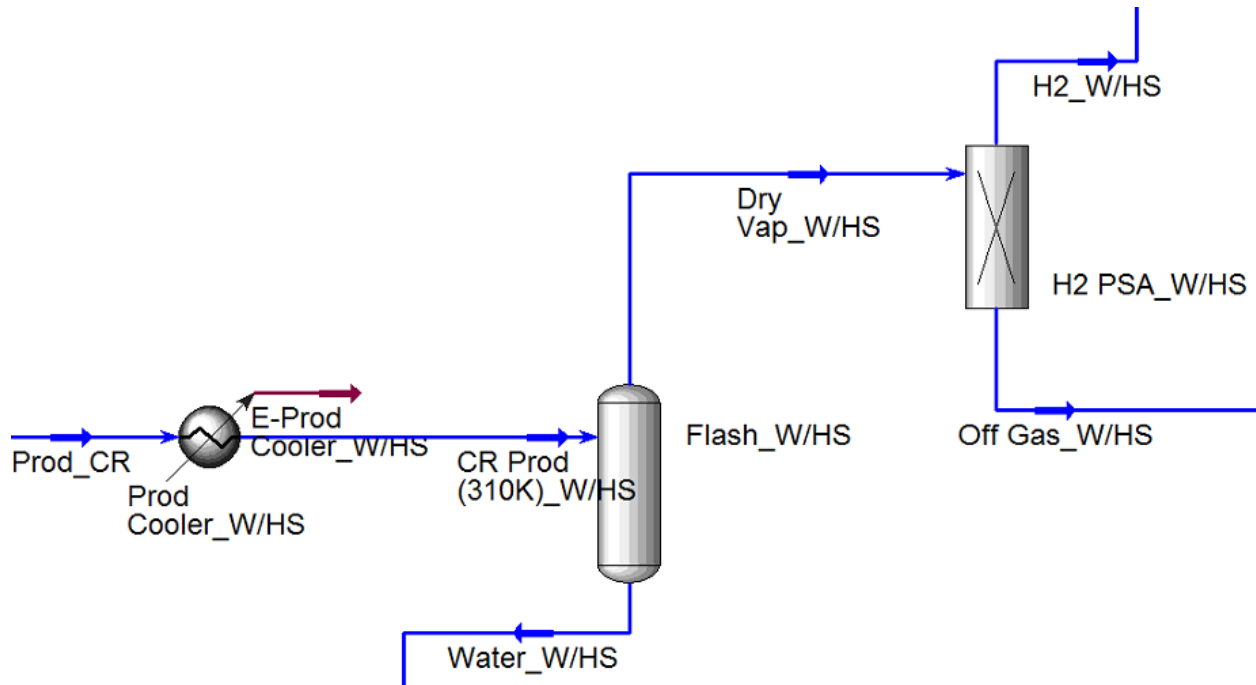 H2_W/HS
Dry
Vap_W/HS
H2 PSA_W/HS
E-Prod
Cooler_W/HS
Prod_CR
Prod
Cooler_W/HS
CR Prod
(310K)_W/HS
Flash_W/HS
Off Gas_W/HS
Water_W/HS